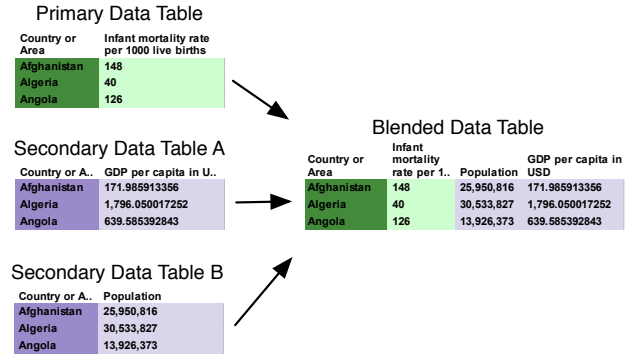 Primary Data Table
Country or Area Infant mortality rate per 1000 live births
Afghanistan 148
Algeria 40
Angola 126
Secondary Data Table A
Country or A.. GDP per capita in U..
Afghanistan 171.985913356
Algeria 1,796.050017252
Angola 639.585392843
Secondary Data Table B
Country or A.. Population
Afghanistan 25,950,816
Algeria 30,533,827
Angola 13,926,373
Blended Data Table
Country or Area Infant mortality rate per 1.. Population GDP per capita in USD
Afghanistan 148 25,950,816 171.985913356
Algeria 40 30,533,827 1,796.050017252
Angola 126 13,926,373 639.585392843